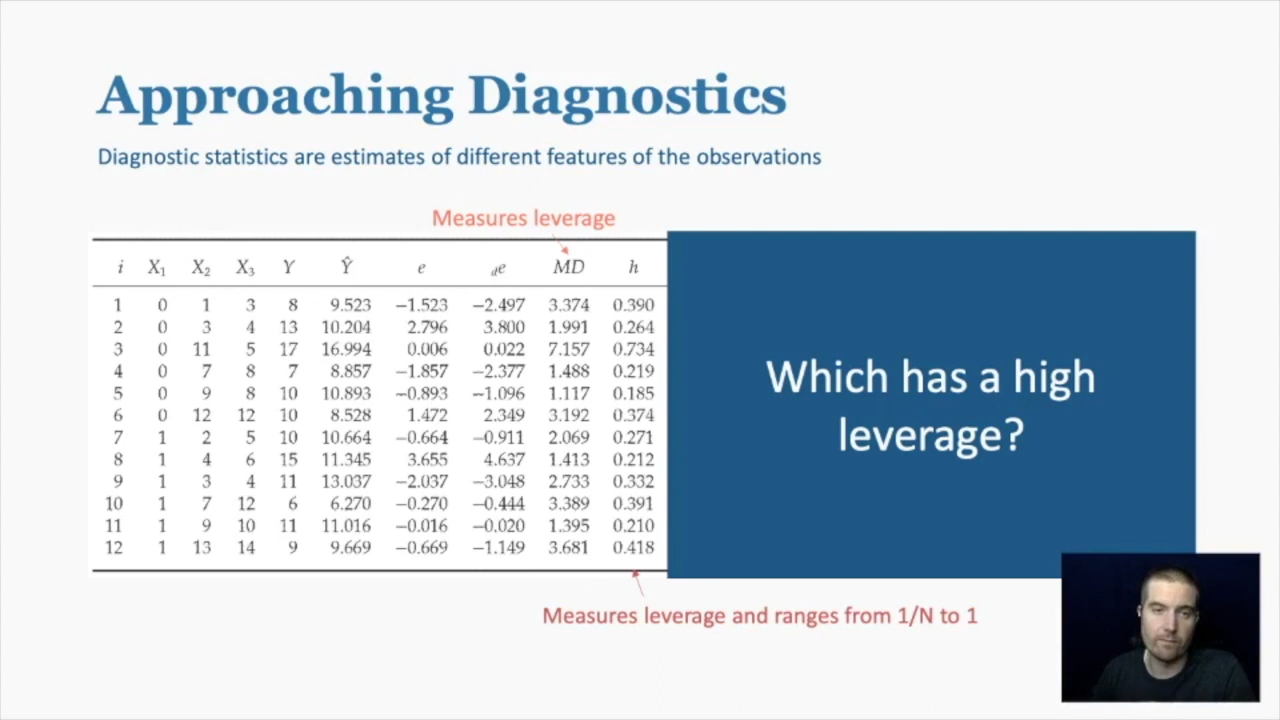 Approaching Diagnostics
Diagnostic statistics are estimates of different features of the observations
Measures leverage
i X₁ X₂ X₃ Y Ŷ e de MD h
1 0 1 3 8 9.523 −1.523 −2.497 3.374 0.390
2 0 3 4 13 10.204 2.796 3.800 1.991 0.264
3 0 11 5 17 16.994 0.006 0.022 7.157 0.734
4 0 7 8 7 8.857 −1.857 −2.377 1.488 0.219
5 0 9 8 10 10.893 −0.893 −1.096 1.117 0.185
6 0 12 12 10 8.528 1.472 2.349 3.192 0.374
7 1 2 5 10 10.664 −0.664 −0.911 2.069 0.271
8 1 4 6 15 11.345 3.655 4.637 1.413 0.212
9 1 3 4 11 13.037 −2.037 −3.048 2.733 0.332
10 1 7 12 6 6.270 −0.270 −0.444 3.389 0.391
11 1 9 10 11 11.016 −0.016 −0.020 1.395 0.210
12 1 13 14 9 9.669 −0.669 −1.149 3.681 0.418
Which has a high
leverage?
Measures leverage and ranges from 1/N to 1